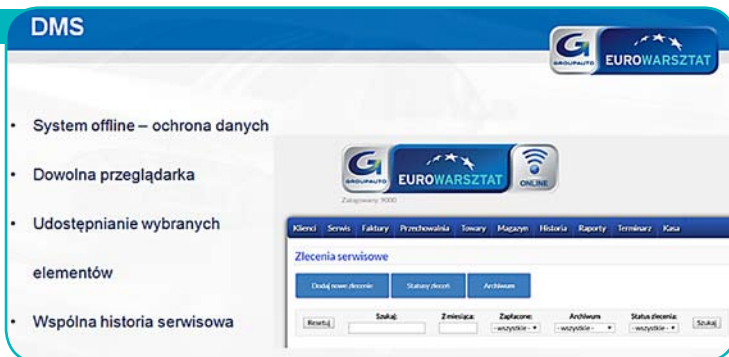 DMS
GROUPAUTO
EUROWARSZTAT
• System offline – ochrona danych
• Dowolna przeglądarka
• Udostępnianie wybranych
elementów
• Wspólna historia serwisowa
GROUPAUTO
EUROWARSZTAT
ONLINE
Zalogowany: 9000
Klienci Serwis Faktury Przechowalnia Towary Magazyn Historia Raporty Terminarz Kasa
Zlecenia serwisowe
Dodaj nowe zlecenie Statusy zleceń Archiwum
Szukaj: Z miesiąca: Zapłacone: Archiwum Status zlecenia:
Resetuj - wszystkie - - wszystkie - - wszystkie - Szukaj